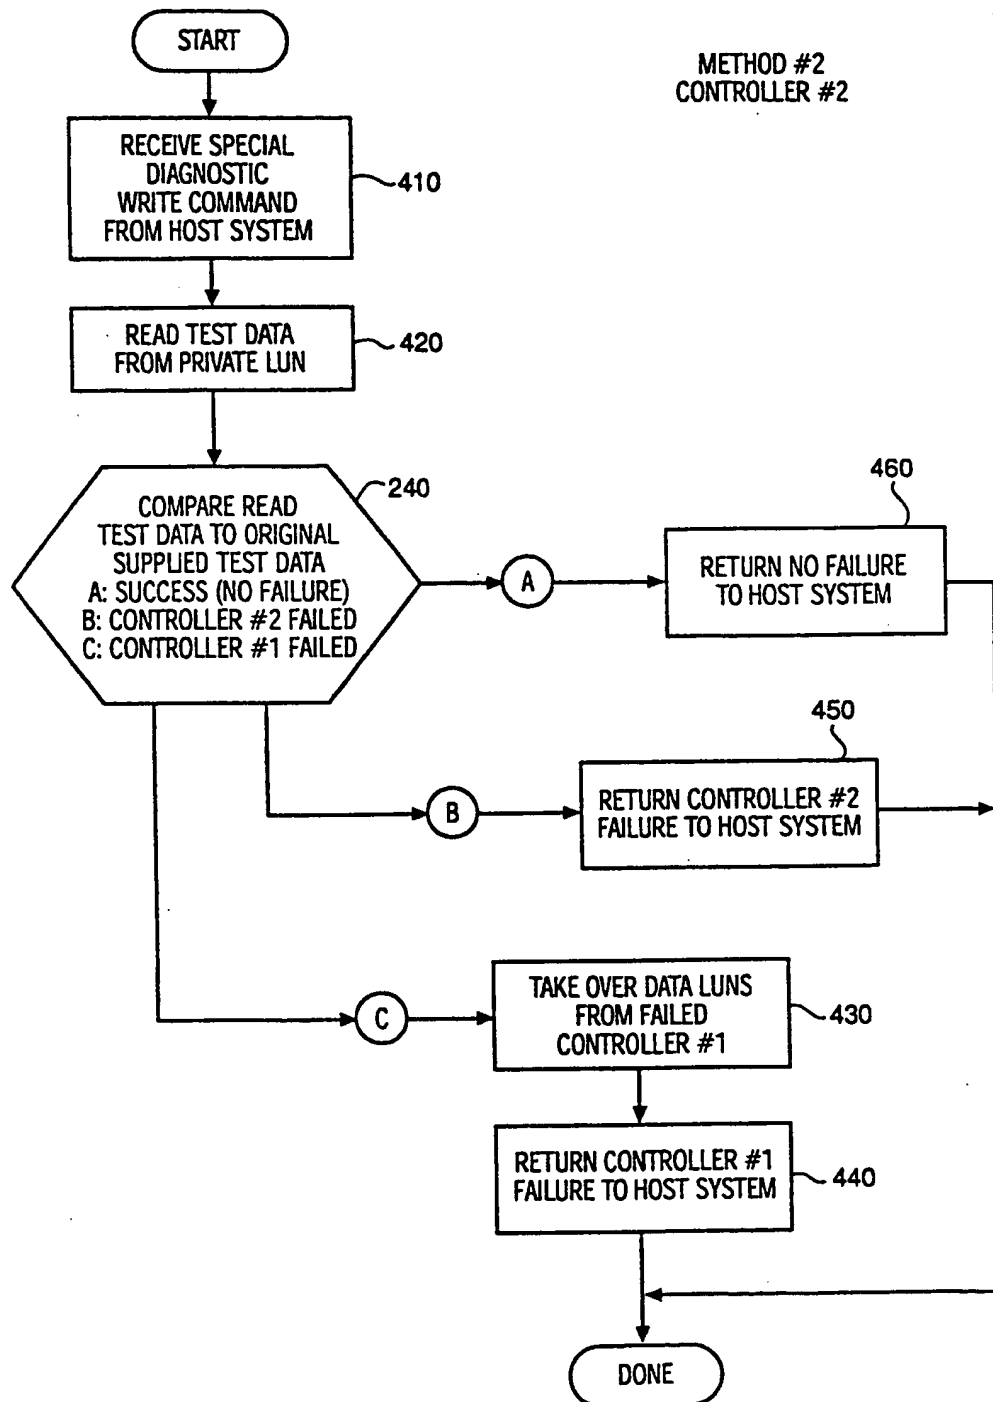 START
METHOD #2
CONTROLLER #2
RECEIVE SPECIAL
DIAGNOSTIC
WRITE COMMAND
FROM HOST SYSTEM
410
READ TEST DATA
FROM PRIVATE LUN
420
COMPARE READ
TEST DATA TO ORIGINAL
SUPPLIED TEST DATA
A: SUCCESS (NO FAILURE)
B: CONTROLLER #2 FAILED
C: CONTROLLER #1 FAILED
240
A
460
RETURN NO FAILURE
TO HOST SYSTEM
B
450
RETURN CONTROLLER #2
FAILURE TO HOST SYSTEM
C
TAKE OVER DATA LUNS
FROM FAILED
CONTROLLER #1
430
RETURN CONTROLLER #1
FAILURE TO HOST SYSTEM
440
DONE